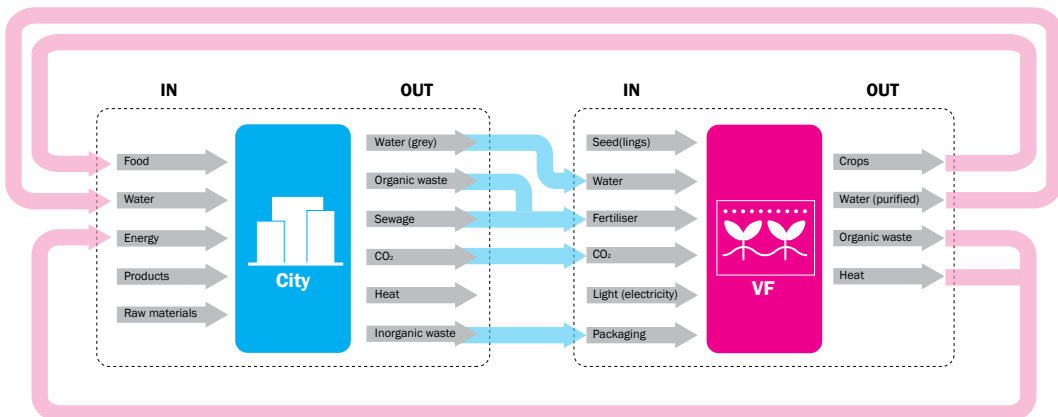 IN
OUT
IN
OUT
Food
Water
Energy
Products
Raw materials
City
Water (grey)
Organic waste
Sewage
CO₂
Heat
Inorganic waste
Seed(lings)
Water
Fertiliser
CO₂
Light (electricity)
Packaging
VF
Crops
Water (purified)
Organic waste
Heat